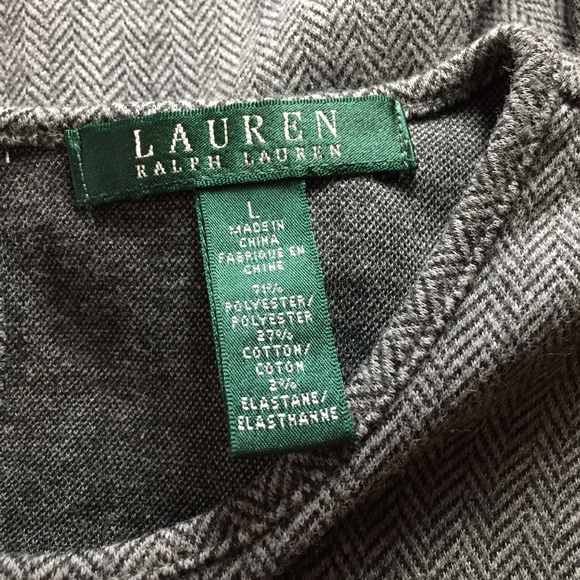 LAUREN
RALPH LAUREN
L
MADE IN
CHINA
FABRIQUE EN
CHINE
71%
POLYESTER/
POLYESTER
27%
COTTON/
COTON
2%
ELASTANE/
ELASTHANNE